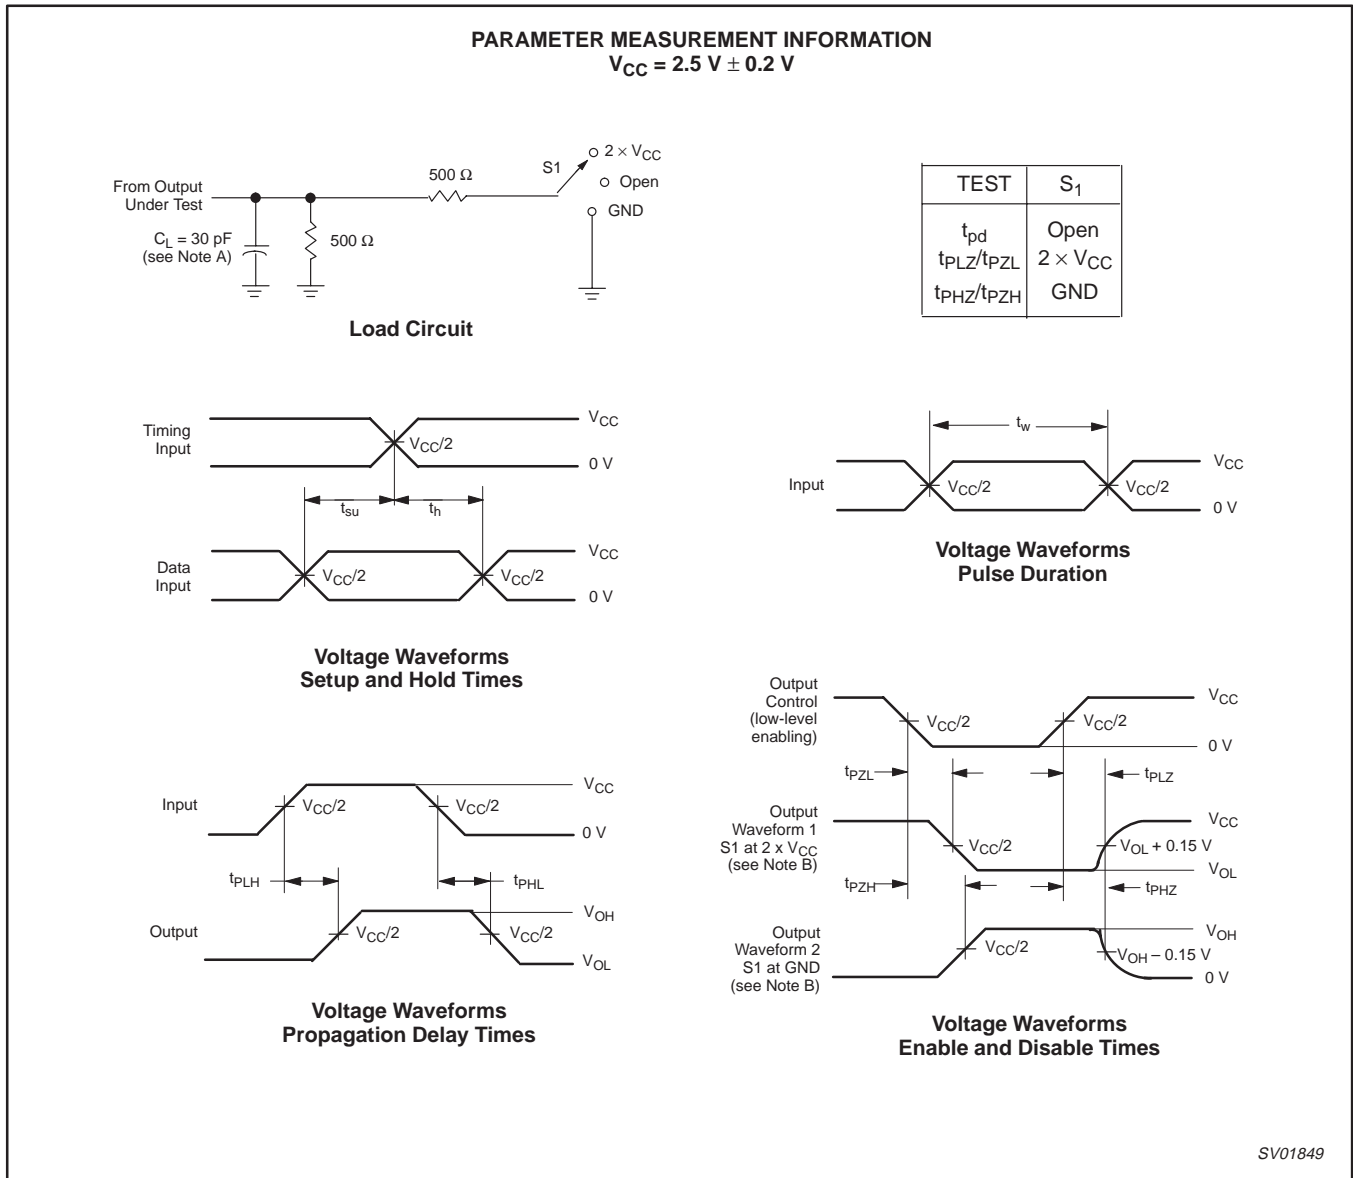 PARAMETER MEASUREMENT INFORMATION
VCC = 2.5 V ± 0.2 V
From Output
Under Test
CL = 30 pF
(see Note A)
500 Ω
500 Ω
S1
2 × VCC
Open
GND
Load Circuit
TEST S1
tpd Open
tPLZ/tPZL 2 × VCC
tPHZ/tPZH GND
Timing
Input
VCC/2
VCC
0 V
tsu
th
Data
Input
VCC/2
VCC/2
VCC
0 V
Voltage Waveforms
Setup and Hold Times
tw
Input
VCC/2
VCC/2
VCC
0 V
Voltage Waveforms
Pulse Duration
Input
VCC/2
VCC/2
VCC
0 V
tPLH
tPHL
Output
VCC/2
VCC/2
VOH
VOL
Voltage Waveforms
Propagation Delay Times
Output
Control
(low-level
enabling)
VCC/2
VCC/2
VCC
0 V
tPZL
tPLZ
Output
Waveform 1
S1 at 2 x VCC
(see Note B)
VCC/2
VCC
VOL + 0.15 V
VOL
tPZH
tPHZ
Output
Waveform 2
S1 at GND
(see Note B)
VCC/2
VOH
VOH – 0.15 V
0 V
Voltage Waveforms
Enable and Disable Times
SV01849